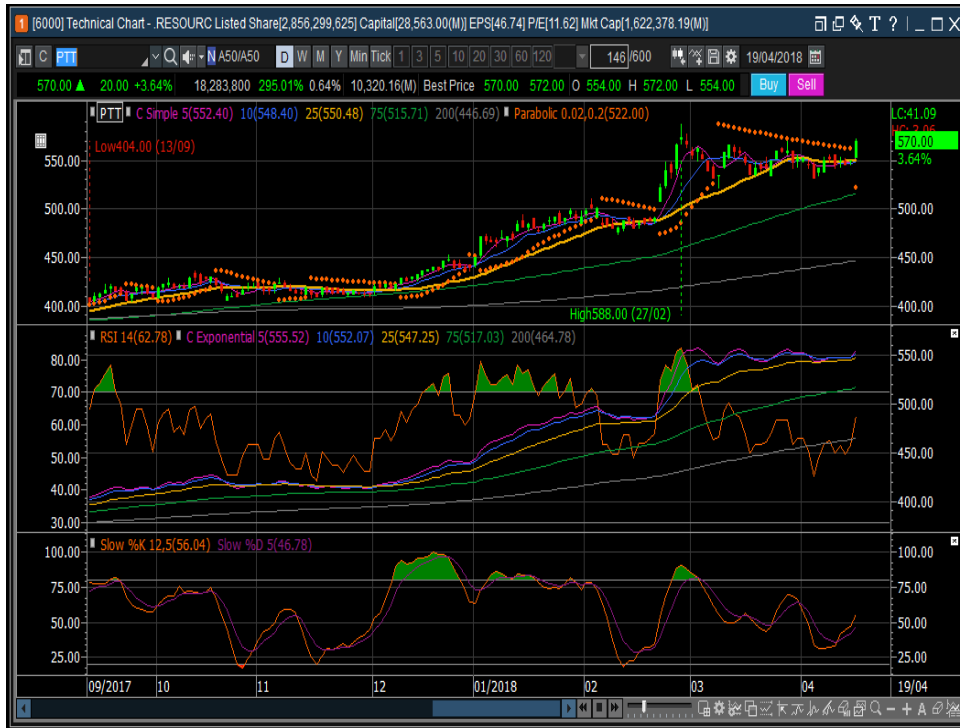 1 [6000] Technical Chart - .RESOURC Listed Share[2,856,299,625] Capital[28,563.00(M)] EPS[46.74] P/E[11.62] Mkt Cap[1,622,378.19(M)] T ?
C PTT N A50/A50 D W M Y Min Tick 1 3 5 10 20 30 60 120 146 /600 19/04/2018
570.00 ▲ 20.00 +3.64% 18,283,800 295.01% 0.64% 10,320.16(M) Best Price 570.00 572.00 O 554.00 H 572.00 L 554.00 Buy Sell
PTT C Simple 5(552.40) 10(548.40) 25(550.48) 75(515.71) 200(446.69) Parabolic 0.02,0.2(522.00) LC:41.09
570.00
Low404.00 (13/09)
550.00 3.64%
500.00 500.00
450.00 450.00
400.00 400.00
High588.00 (27/02)
RSI 14(62.78) C Exponential 5(555.52) 10(552.07) 25(547.25) 75(517.03) 200(464.78)
80.00 550.00
70.00
60.00 500.00
50.00 450.00
40.00
30.00 400.00
Slow %K 12,5(56.04) Slow %D 5(46.78)
100.00 100.00
75.00 75.00
50.00 50.00
25.00 25.00
09/2017 10 11 12 01/2018 02 03 04 19/04
A